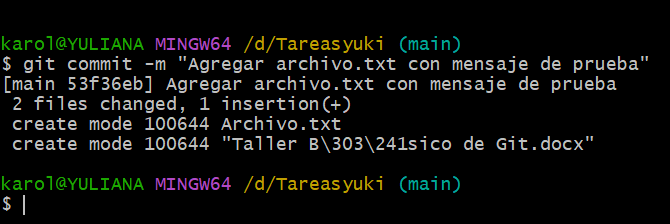 karol@YULIANA MINGW64 /d/Tareasyuki (main)
$ git commit -m "Agregar archivo.txt con mensaje de prueba"
[main 53f36eb] Agregar archivo.txt con mensaje de prueba
 2 files changed, 1 insertion(+)
 create mode 100644 Archivo.txt
 create mode 100644 "Taller B\303\241sico de Git.docx"
karol@YULIANA MINGW64 /d/Tareasyuki (main)
$